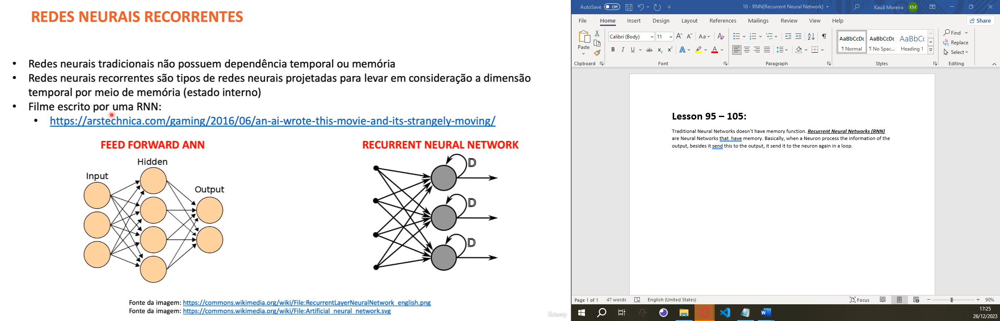 REDES NEURAIS RECORRENTES
• Redes neurais tradicionais não possuem dependência temporal ou memória
• Redes neurais recorrentes são tipos de redes neurais projetadas para levar em consideração a dimensão
temporal por meio de memória (estado interno)
• Filme escrito por uma RNN:
• https://arstechnica.com/gaming/2016/06/an-ai-wrote-this-movie-and-its-strangely-moving/
FEED FORWARD ANN
Hidden
Input
Output
RECURRENT NEURAL NETWORK
D
D
D
Fonte da imagem: https://commons.wikimedia.org/wiki/File:RecurrentLayerNeuralNetwork_english.png
Fonte da imagem: https://commons.wikimedia.org/wiki/File:Artificial_neural_network.svg
ûdemy
AutoSave Off
10 - RNN(Recurrent Neural Network)
Kauã Moreira KM
File Home Insert Design Layout References Mailings Review View Help
Share
Paste
Calibri (Body) 11
Aa
B I U ab x₂ x² A A
AaBbCcDc AaBbCcDc AaBbCc
¶ Normal ¶ No Spac... Heading 1
Find
Replace
Select
Clipboard Font Paragraph Styles Editing
Lesson 95 – 105:
Traditional Neural Networks doesn't have memory function. Recurrent Neural Networks (RNN)
are Neural Networks that have memory. Basically, when a Neuron process the information of the
output, besides it send this to the output, it send it to the neuron again in a loop.
Page 1 of 1 47 words English (United States)
Focus
90%
17:25
26/12/2023